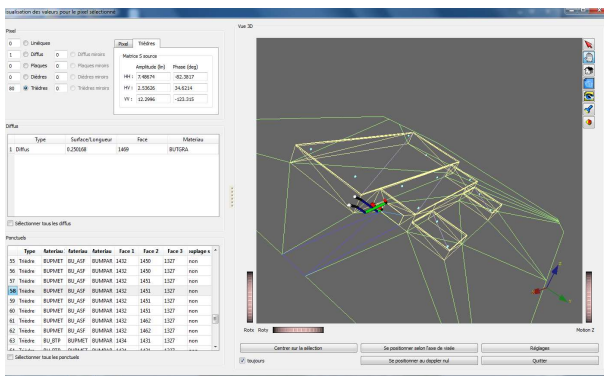 isualisation des valeurs pour le pixel sélectionné
Pixel
0 Linéiques
1 Diffus 0 Diffus miroirs
0 Plaques 0 Plaques miroirs
0 Dièdres 0 Dièdres miroirs
80 Trièdres 0 Trièdres miroirs
Pixel Trièdres
Matrice S source
Amplitude (lin) Phase (deg)
HH : 7.48674 -82.3817
HV : 2.53626 34.6214
VV : 12.2996 -123.315
Diffus
Type Surface/Longueur Face Materiau
1 Diffus 0.250168 1469 BUTGRA
Sélectionner tous les diffus
Ponctuels
Type Materiau Materiau Materiau Face 1 Face 2 Face 3
55 Trièdre BUPMET BU_ASF BUMPAR 1432 1450 1327 non
56 Trièdre BUPMET BU_ASF BUMPAR 1432 1450 1327 non
57 Trièdre BUPMET BU_ASF BUMPAR 1432 1451 1327 non
58 Trièdre BUPMET BU_ASF BUMPAR 1432 1451 1327 non
59 Trièdre BUPMET BU_ASF BUMPAR 1432 1451 1327 non
60 Trièdre BUPMET BU_ASF BUMPAR 1432 1451 1327 non
61 Trièdre BUPMET BU_ASF BUMPAR 1432 1462 1327 non
62 Trièdre BUPMET BU_ASF BUMPAR 1432 1462 1327 non
63 Trièdre BU_BTP BUPMET BUMPAR 1434 1431 1327 non
Sélectionner tous les ponctuels
Vue 3D
Rotx Roty Motion Z
Centrer sur la sélection Se positionner selon l'axe de visée Réglages
toujours Se positionner au doppler nul Quitter